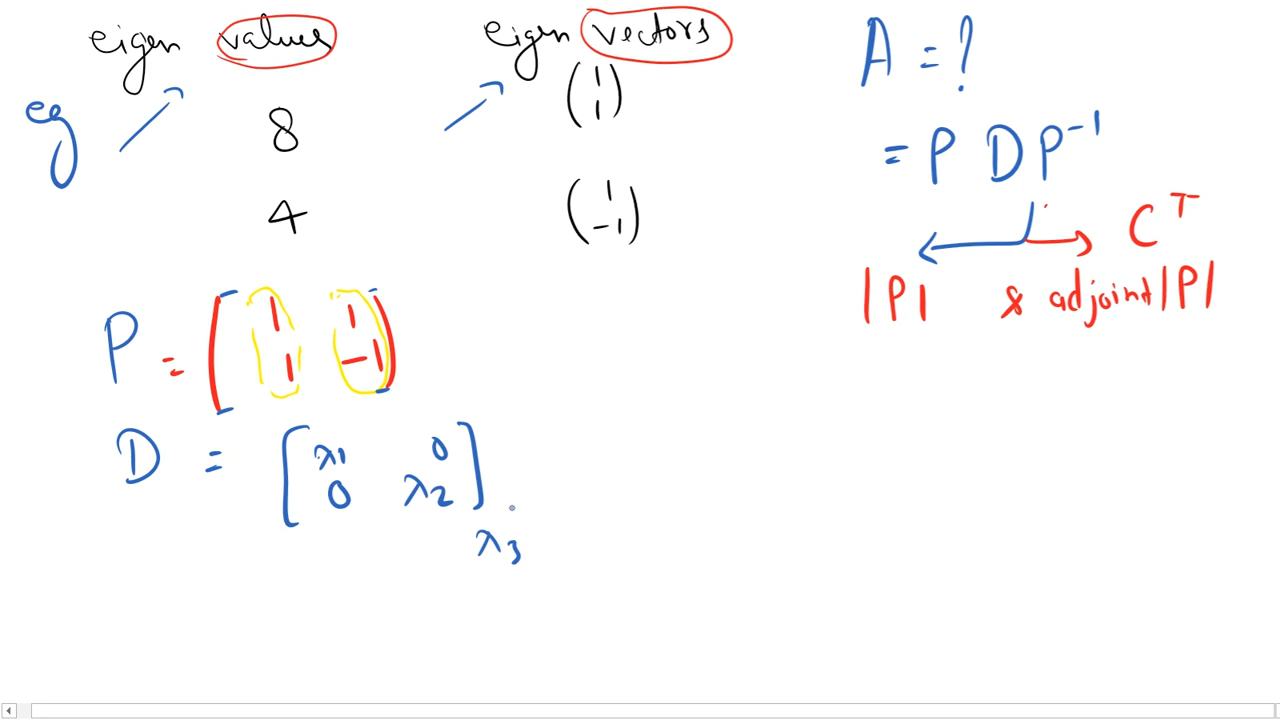 eigen values
eigen vectors
eg
8
(1
1)
4
(1
-1)
A = ?
= P D P⁻¹
Cᵀ
|P| & adjoint|P|
P = [1 1
1 -1]
D = [λ1 0
0 λ2]
λ3